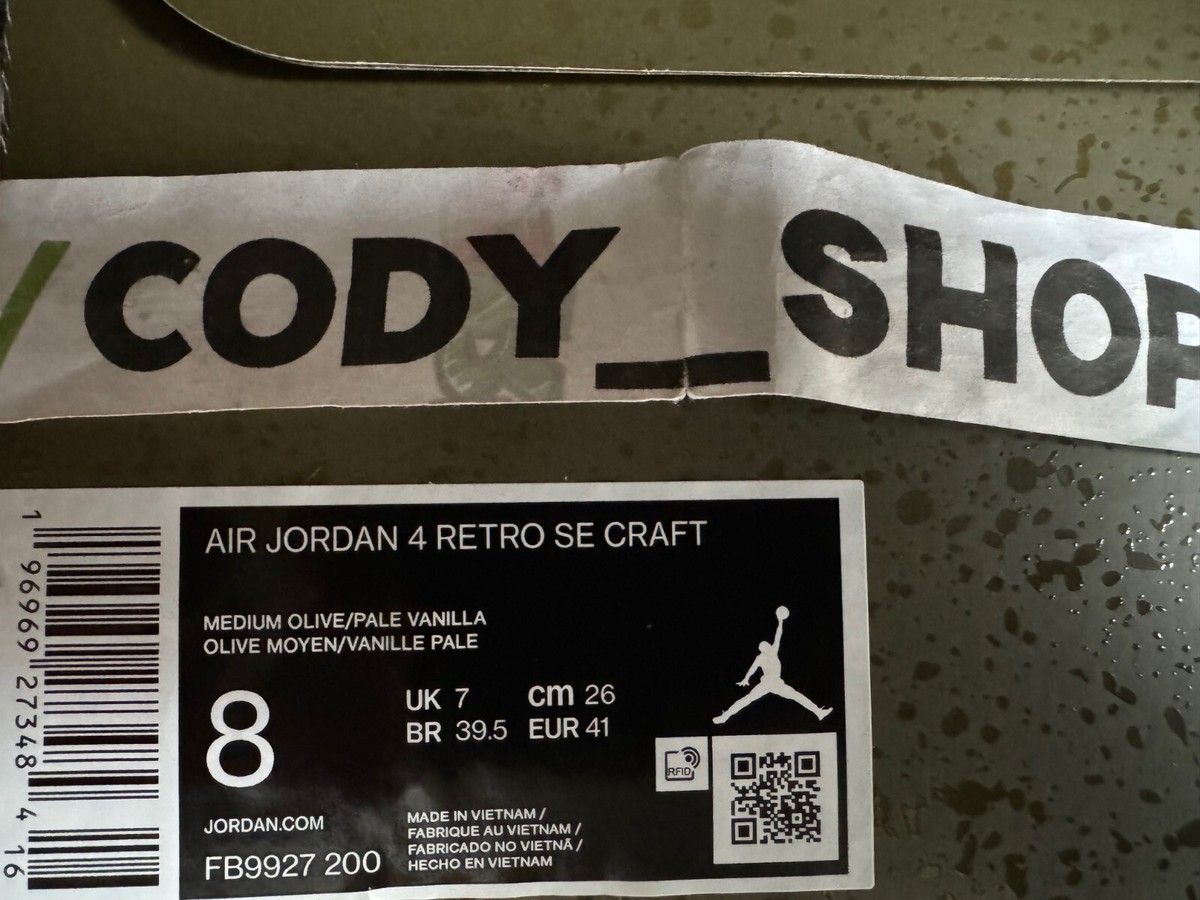 /CODY_SHOP
AIR JORDAN 4 RETRO SE CRAFT
MEDIUM OLIVE/PALE VANILLA
OLIVE MOYEN/VANILLE PALE
8
UK 7 cm 26
BR 39.5 EUR 41
RFID
JORDAN.COM
FB9927 200
MADE IN VIETNAM /
FABRIQUE AU VIETNAM /
FABRICADO NO VIETNÃ /
HECHO EN VIETNAM
1 96969 27348 4 16